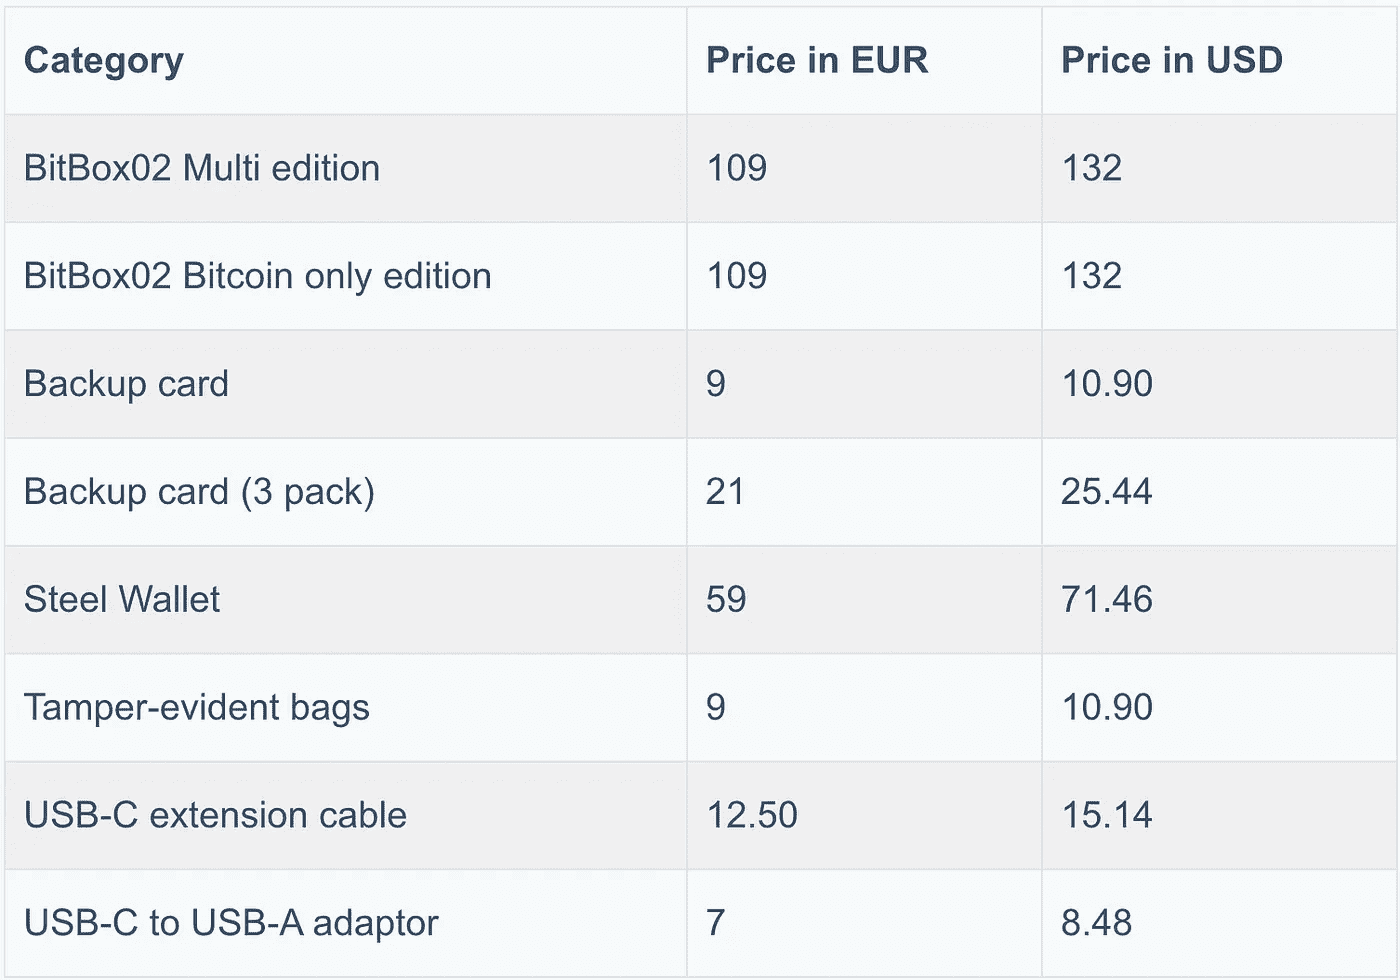 Category Price in EUR Price in USD
BitBox02 Multi edition 109 132
BitBox02 Bitcoin only edition 109 132
Backup card 9 10.90
Backup card (3 pack) 21 25.44
Steel Wallet 59 71.46
Tamper-evident bags 9 10.90
USB-C extension cable 12.50 15.14
USB-C to USB-A adaptor 7 8.48